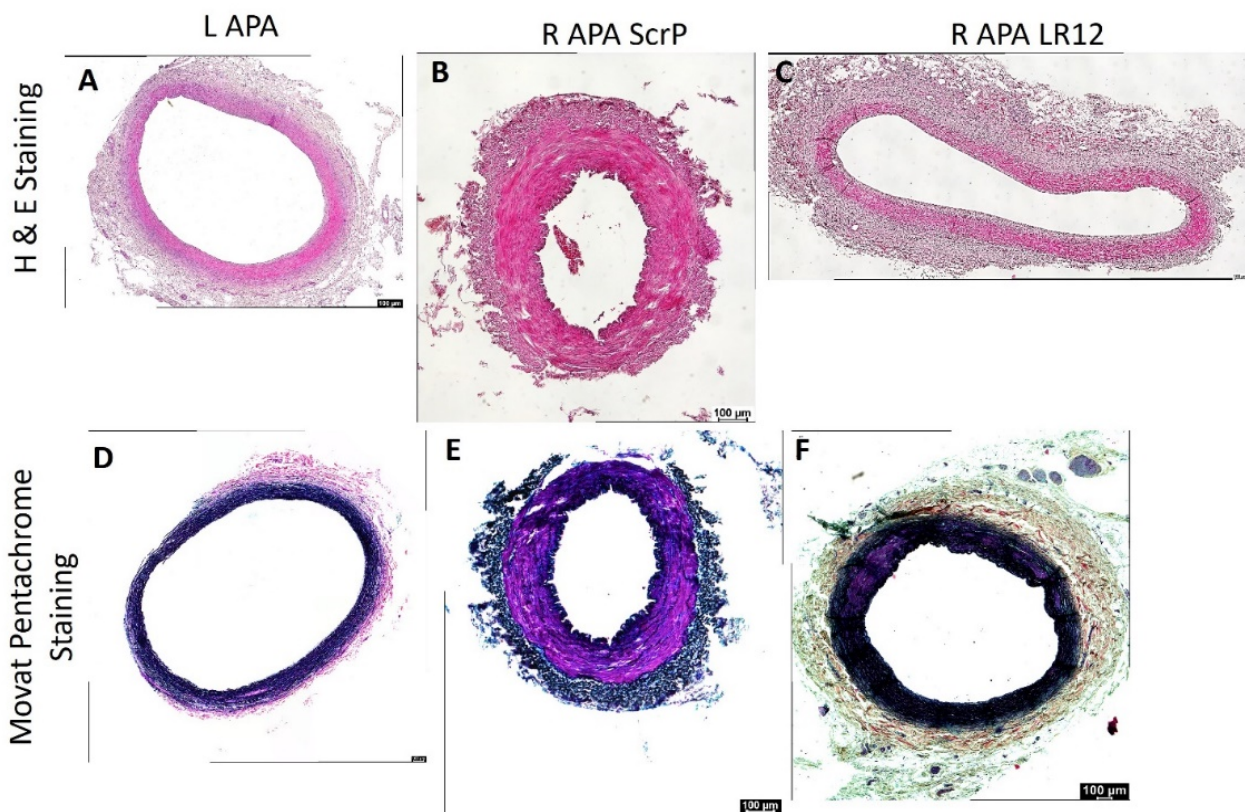 L APA
R APA ScrP
R APA LR12
H & E Staining
A
B
C
100 µm
100 µm
Movat Pentachrome
Staining
D
E
F
100 µm
100 µm